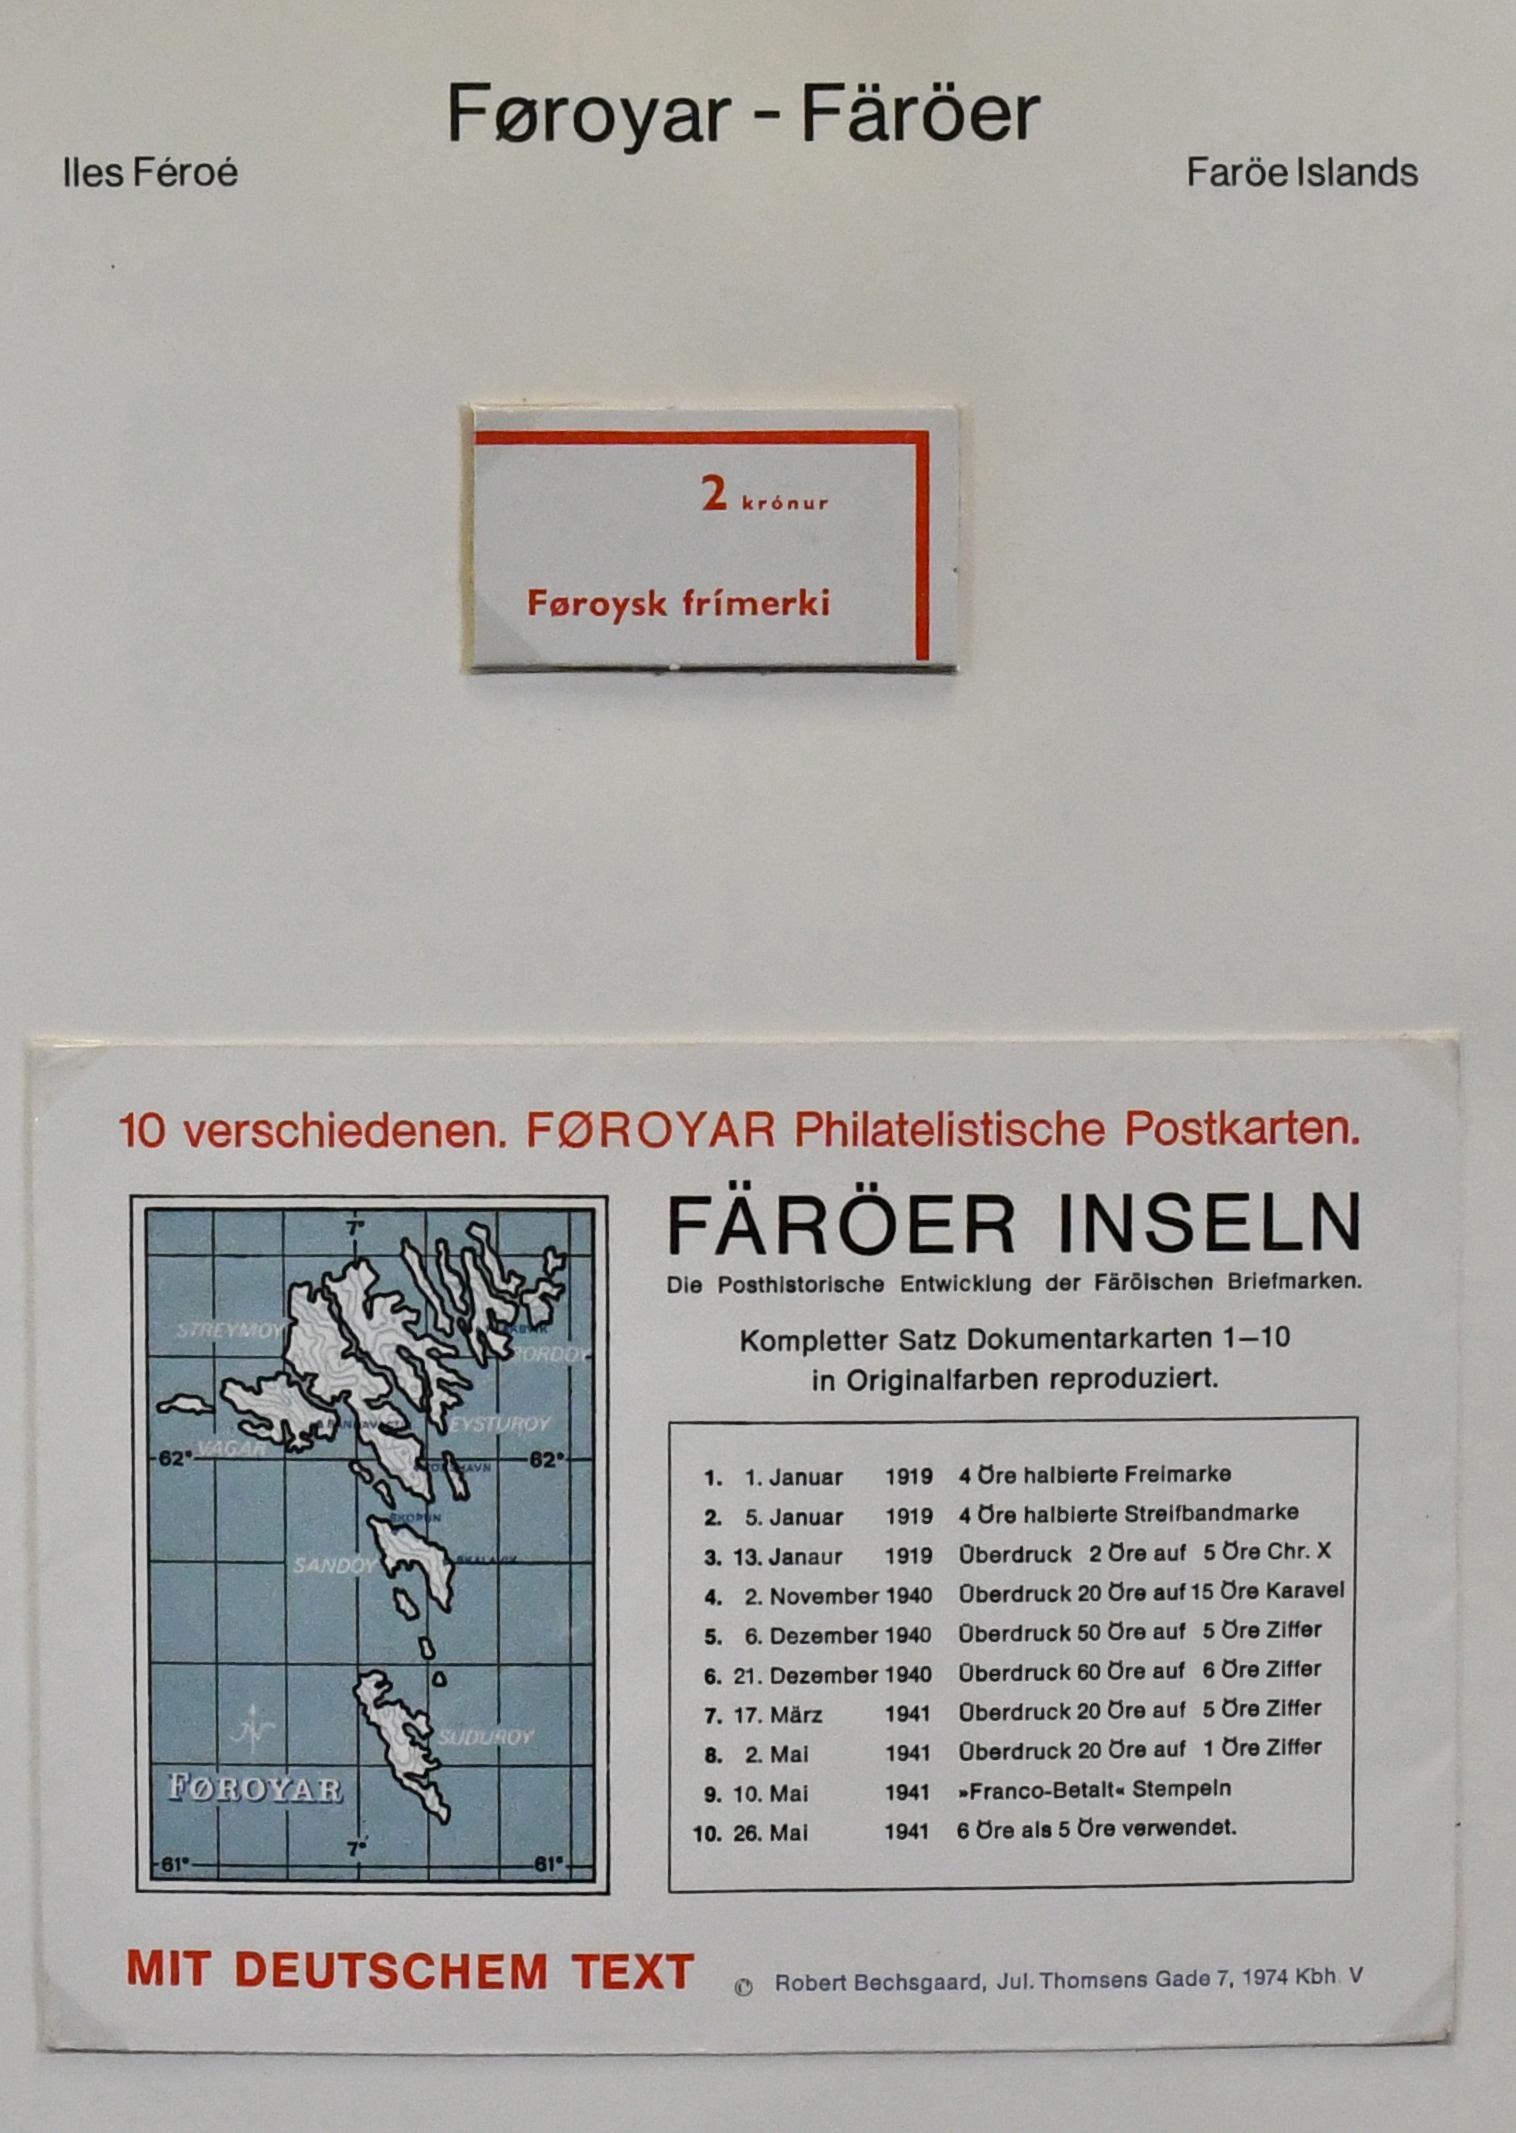 Føroyar - Färöer
Iles Féroé
Faröe Islands
2 krónur
Føroysk frímerki
10 verschiedenen. FØROYAR Philatelistische Postkarten.
FÄRÖER INSELN
Die Posthistorische Entwicklung der Färöischen Briefmarken.
Kompletter Satz Dokumentarkarten 1–10
in Originalfarben reproduziert.
1. 1. Januar 1919 4 Öre halbierte Freimarke
2. 5. Januar 1919 4 Öre halbierte Streifbandmarke
3. 13. Janaur 1919 Überdruck 2 Öre auf 5 Öre Chr. X
4. 2. November 1940 Überdruck 20 Öre auf 15 Öre Karavel
5. 6. Dezember 1940 Überdruck 50 Öre auf 5 Öre Ziffer
6. 21. Dezember 1940 Überdruck 60 Öre auf 6 Öre Ziffer
7. 17. März 1941 Überdruck 20 Öre auf 5 Öre Ziffer
8. 2. Mai 1941 Überdruck 20 Öre auf 1 Öre Ziffer
9. 10. Mai 1941 »Franco-Betalt« Stempeln
10. 26. Mai 1941 6 Öre als 5 Öre verwendet.
7°
STREYMOY
EYSTUROY
VAGAR
62° 62°
SKOPUN
SANDOY
SUDUROY
N
FØROYAR
7°
61° 61°
MIT DEUTSCHEM TEXT
© Robert Bechsgaard, Jul. Thomsens Gade 7, 1974 Kbh. V